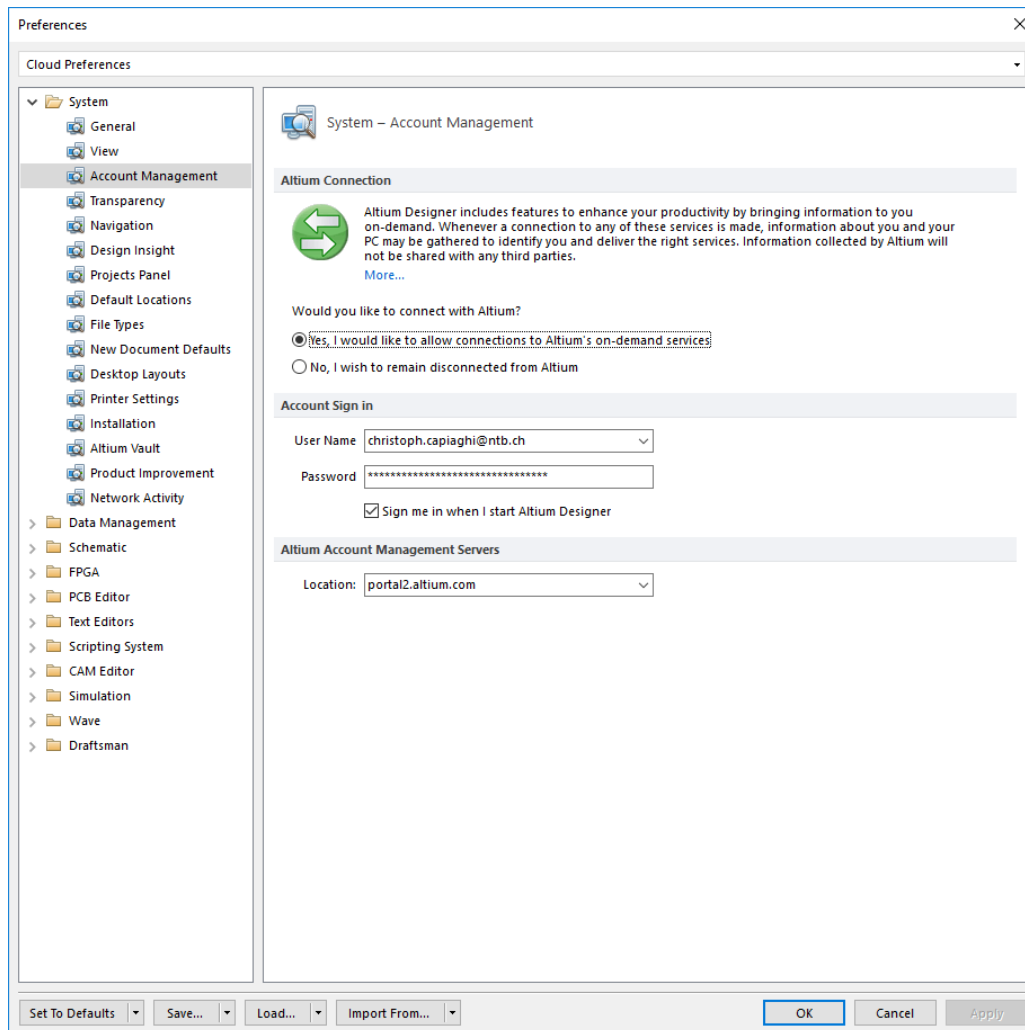 Preferences
Cloud Preferences
System
General
View
Account Management
Transparency
Navigation
Design Insight
Projects Panel
Default Locations
File Types
New Document Defaults
Desktop Layouts
Printer Settings
Installation
Altium Vault
Product Improvement
Network Activity
Data Management
Schematic
FPGA
PCB Editor
Text Editors
Scripting System
CAM Editor
Simulation
Wave
Draftsman
System – Account Management
Altium Connection
Altium Designer includes features to enhance your productivity by bringing information to you
on-demand. Whenever a connection to any of these services is made, information about you and your
PC may be gathered to identify you and deliver the right services. Information collected by Altium will
not be shared with any third parties.
More...
Would you like to connect with Altium?
Yes, I would like to allow connections to Altium's on-demand services
No, I wish to remain disconnected from Altium
Account Sign in
User Name christoph.capiaghi@ntb.ch
Password ********************************
Sign me in when I start Altium Designer
Altium Account Management Servers
Location: portal2.altium.com
Set To Defaults Save... Load... Import From... OK Cancel Apply